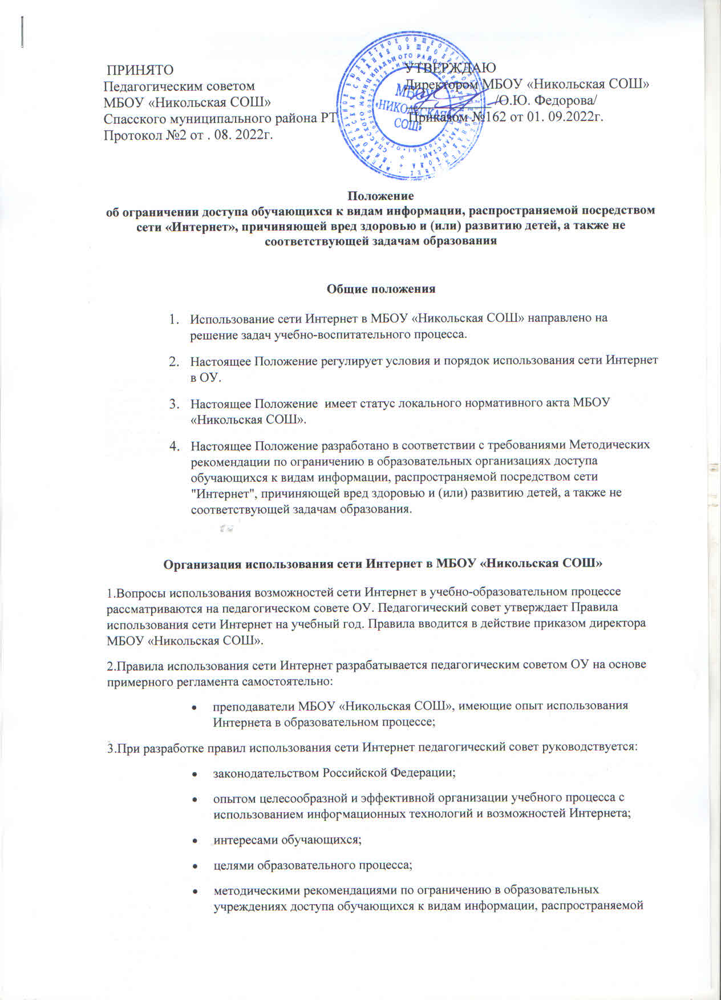 ПРИНЯТО
Педагогическим советом
МБОУ «Никольская СОШ»
Спасского муниципального района РТ
Протокол №2 от . 08. 2022г.
УТВЕРЖДАЮ
Директором МБОУ «Никольская СОШ»
/О.Ю. Федорова/
Приказом №162 от 01. 09.2022г.
МБОУ
«НИКОЛЬСКАЯ
СОШ»
Положение
об ограничении доступа обучающихся к видам информации, распространяемой посредством
сети «Интернет», причиняющей вред здоровью и (или) развитию детей, а также не
соответствующей задачам образования
Общие положения
1. Использование сети Интернет в МБОУ «Никольская СОШ» направлено на
решение задач учебно-воспитательного процесса.
2. Настоящее Положение регулирует условия и порядок использования сети Интернет
в ОУ.
3. Настоящее Положение  имеет статус локального нормативного акта МБОУ
«Никольская СОШ».
4. Настоящее Положение разработано в соответствии с требованиями Методических
рекомендации по ограничению в образовательных организациях доступа
обучающихся к видам информации, распространяемой посредством сети
"Интернет", причиняющей вред здоровью и (или) развитию детей, а также не
соответствующей задачам образования.
Организация использования сети Интернет в МБОУ «Никольская СОШ»
1.Вопросы использования возможностей сети Интернет в учебно-образовательном процессе
рассматриваются на педагогическом совете ОУ. Педагогический совет утверждает Правила
использования сети Интернет на учебный год. Правила вводится в действие приказом директора
МБОУ «Никольская СОШ».
2.Правила использования сети Интернет разрабатывается педагогическим советом ОУ на основе
примерного регламента самостоятельно:
• преподаватели МБОУ «Никольская СОШ», имеющие опыт использования
Интернета в образовательном процессе;
3.При разработке правил использования сети Интернет педагогический совет руководствуется:
• законодательством Российской Федерации;
• опытом целесообразной и эффективной организации учебного процесса с
использованием информационных технологий и возможностей Интернета;
• интересами обучающихся;
• целями образовательного процесса;
• методическими рекомендациями по ограничению в образовательных
учреждениях доступа обучающихся к видам информации, распространяемой